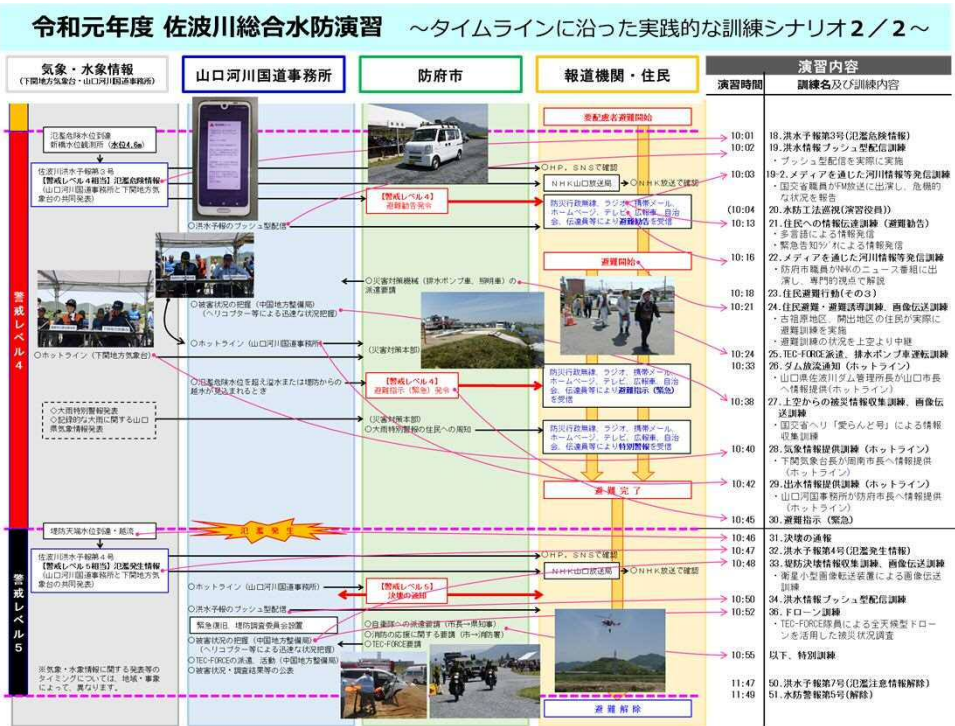 令和元年度 佐波川総合水防演習 ～タイムラインに沿った実践的な訓練シナリオ2／2～
気象・水象情報
(下関地方気象台・山口河川国道事務所)
山口河川国道事務所
防府市
報道機関・住民
演習内容
演習時間 訓練名及び訓練内容
警戒レベル4
氾濫危険水位到達
新橋水位観測所 (水位4.6m)
佐波川洪水予報第3号
【警戒レベル4相当】氾濫危険情報
(山口河川国道事務所と下関地方気
象台の共同発表)
○洪水予報のプッシュ型配信
【警戒レベル4】
避難勧告発令
要配慮者避難開始
○HP、SNSで確認
NHK山口放送局
○NHK放送で確認
防災行政無線、ラジオ、携帯メール、
ホームページ、テレビ、広報車、自治
会、伝達員等より避難勧告を受信
避難開始
○災害対策機械 (排水ポンプ車、照明車) の
派遣要請
○被害状況の把握 (中国地方整備局)
(ヘリコプター等による迅速な状況把握)
○ホットライン (下関地方気象台)
○ホットライン (山口河川国道事務所)
(災害対策本部)
○氾濫危険水位を超え溢水または堤防からの
越水が見込まれるとき
【警戒レベル4】
避難指示 (緊急) 発令
防災行政無線、ラジオ、携帯メール、
ホームページ、テレビ、広報車、自治
会、伝達員等より避難指示 (緊急)
を受信
◇大雨特別警報発表
◇記録的な大雨に関する山口
県気象情報発表
(災害対策本部)
○大雨特別警報の住民への周知
防災行政無線、ラジオ、携帯メール、
ホームページ、テレビ、広報車、自治
会、伝達員等より特別警報を受信
避難完了
警戒レベル5
堤防天端水位到達・越流
氾濫発生
佐波川洪水予報第4号
【警戒レベル5相当】氾濫発生情報
(山口河川国道事務所と下関地方気
象台の共同発表)
○HP、SNSで確認
NHK山口放送局
○NHK放送で確認
○ホットライン (山口河川国道事務所)
【警戒レベル5】
決壊の通知
○洪水予報のプッシュ型配信
緊急復旧、堤防調査委員会設置
○被害状況の把握 (中国地方整備局)
(ヘリコプター等による迅速な状況把握)
○TEC-FORCEの派遣、活動 (中国地方整備局)
○被害状況・調査結果等の公表
○自衛隊への派遣要請 (市長→県知事)
○消防の応援に関する要請 (市→消防署)
○TEC-FORCE要請
避難解除
※気象・水象情報に関する発表等の
タイミングについては、地域・事象
によって、異なります。
10:01 18.洪水予報第3号(氾濫危険情報)
10:02 19.洪水情報プッシュ型配信訓練
・プッシュ型配信を実際に実施
10:03 19-2.メディアを通じた河川情報等発信訓練
・国交省職員がFM放送に出演し、危機的
な状況を報告
(10:04 20.水防工法巡視(演習役員))
10:13 21.住民への情報伝達訓練 (避難勧告)
・多言語による情報発信
・緊急告知ラジオによる情報発信
10:16 22.メディアを通じた河川情報等発信訓練
・防府市職員がNHKのニュース番組に出
演し、専門的視点で解説
10:18 23.住民避難行動(その3)
10:21 24.住民避難・避難誘導訓練、画像伝送訓練
・古祖原地区、開出地区の住民が実際に
避難訓練を実施
・避難訓練の状況を上空より中継
10:24 25.TEC-FORCE派遣、排水ポンプ車運転訓練
10:33 26.ダム放流通知 (ホットライン)
・山口県佐波川ダム管理所長が山口市長
へ情報提供(ホットライン)
10:38 27.上空からの被災情報収集訓練、画像伝
送訓練
・国交省ヘリ「愛らんど号」による情報
収集訓練
10:40 28.気象情報提供訓練 (ホットライン)
・下関気象台長が周南市長へ情報提供
(ホットライン)
10:42 29.出水情報提供訓練 (ホットライン)
・山口河川国事務所が防府市長へ情報提供
(ホットライン)
10:45 30.避難指示 (緊急)
10:46 31.決壊の通報
10:47 32.洪水予報第4号(氾濫発生情報)
10:48 33.堤防決壊情報収集訓練、画像伝送訓練
・衛星小型画像転送装置による画像伝送
訓練
10:50 34.洪水情報プッシュ型配信訓練
10:52 36.ドローン訓練
・TEC-FORCE隊員による全天候型ドロー
ンを活用した被災状況調査
10:55 以下、特別訓練
11:47 50.洪水予報第7号(氾濫注意情報解除)
11:49 51.水防警報第5号(解除)